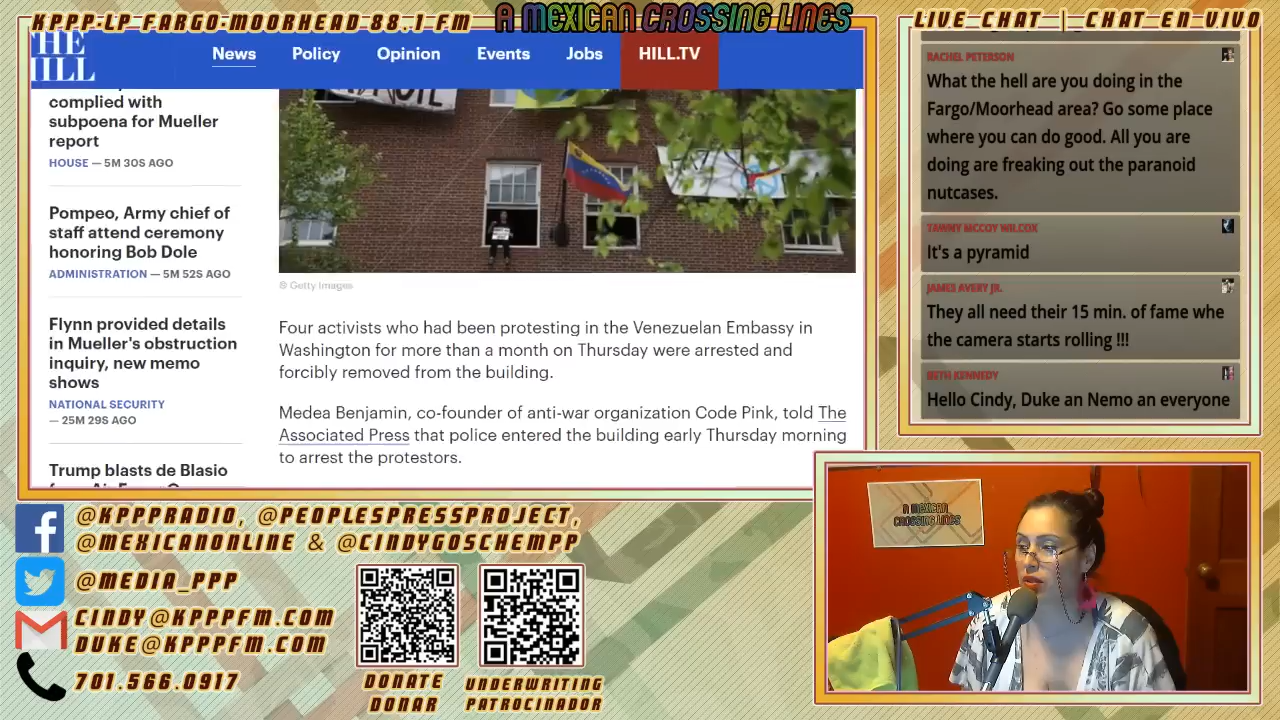 KPPP-LP FARGO-MOORHEAD 88.1 FM
A MEXICAN CROSSING LINES
LIVE CHAT | CHAT EN VIVO
THE
HILL
News
Policy
Opinion
Events
Jobs
HILL.TV
complied with
subpoena for Mueller
report
HOUSE — 5M 30S AGO
Pompeo, Army chief of
staff attend ceremony
honoring Bob Dole
ADMINISTRATION — 5M 52S AGO
Flynn provided details
in Mueller's obstruction
inquiry, new memo
shows
NATIONAL SECURITY
— 25M 29S AGO
Trump blasts de Blasio
© Getty Images
Four activists who had been protesting in the Venezuelan Embassy in
Washington for more than a month on Thursday were arrested and
forcibly removed from the building.
Medea Benjamin, co-founder of anti-war organization Code Pink, told The
Associated Press that police entered the building early Thursday morning
to arrest the protestors.
RACHEL PETERSON
What the hell are you doing in the
Fargo/Moorhead area? Go some place
where you can do good. All you are
doing are freaking out the paranoid
nutcases.
TAWNY MCCOY WILCOX
It's a pyramid
JAMES AVERY JR.
They all need their 15 min. of fame whe
the camera starts rolling !!!
BETH KENNEDY
Hello Cindy, Duke an Nemo an everyone
A MEXICAN
CROSSING LINES
@KPPPRADIO, @PEOPLESPRESSPROJECT,
@MEXICANONLINE & @CINDYGOSCHEMPP
@MEDIA_PPP
CINDY@KPPPFM.COM
DUKE@KPPPFM.COM
701.566.0917
DONATE
DONAR
UNDERWRITING
PATROCINADOR